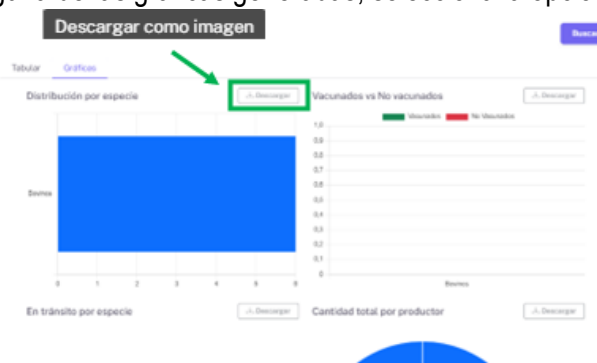 Descargar como imagen
Buscar
Tabular Gráficos
Distribución por especie
Descargar
Vacunados vs No vacunados
Descargar
Vacunados No Vacunados
1,0
0,9
0,8
0,7
0,6
0,5
0,4
0,3
0,2
0,1
0
Bovinos
0 1 2 3 4 5 6
Bovinos
En tránsito por especie
Descargar
Cantidad total por productor
Descargar